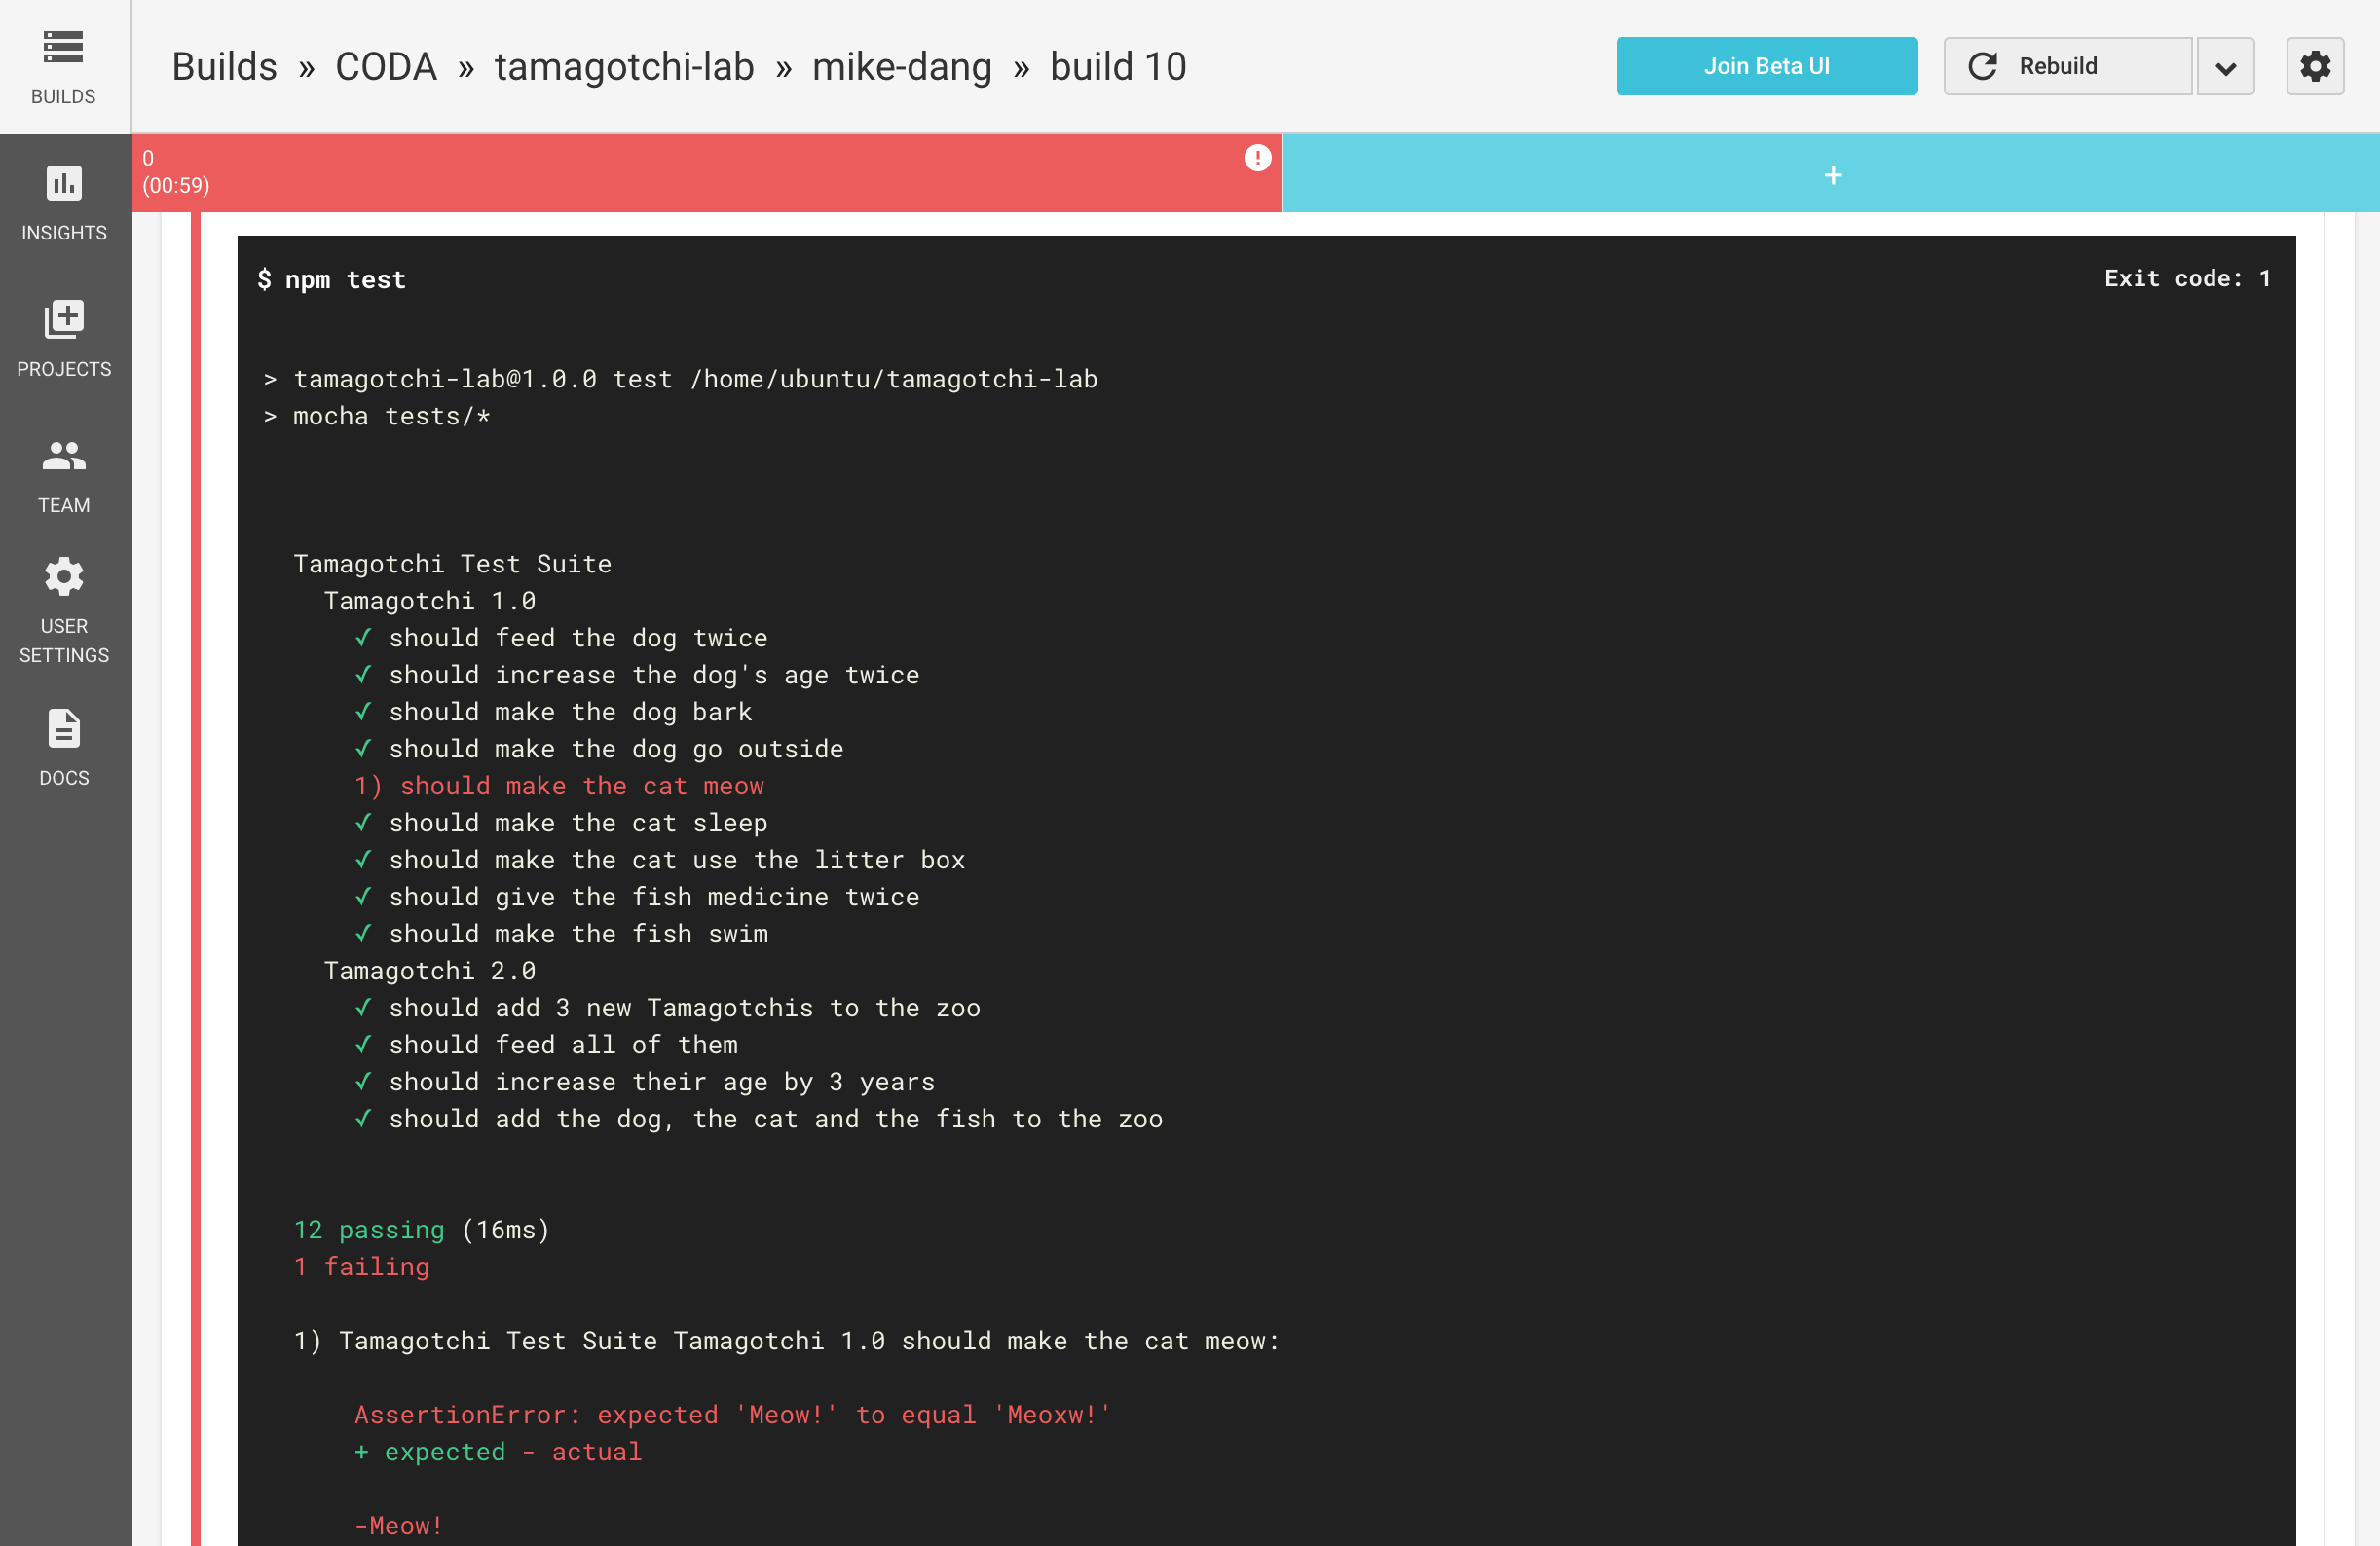 BUILDS
INSIGHTS
PROJECTS
TEAM
USER
SETTINGS
DOCS
Builds » CODA » tamagotchi-lab » mike-dang » build 10
Join Beta UI
Rebuild
0
(00:59)
+
$ npm test
Exit code: 1
> tamagotchi-lab@1.0.0 test /home/ubuntu/tamagotchi-lab
> mocha tests/*
Tamagotchi Test Suite
Tamagotchi 1.0
✓ should feed the dog twice
✓ should increase the dog's age twice
✓ should make the dog bark
✓ should make the dog go outside
1) should make the cat meow
✓ should make the cat sleep
✓ should make the cat use the litter box
✓ should give the fish medicine twice
✓ should make the fish swim
Tamagotchi 2.0
✓ should add 3 new Tamagotchis to the zoo
✓ should feed all of them
✓ should increase their age by 3 years
✓ should add the dog, the cat and the fish to the zoo
12 passing (16ms)
1 failing
1) Tamagotchi Test Suite Tamagotchi 1.0 should make the cat meow:
AssertionError: expected 'Meow!' to equal 'Meoxw!'
+ expected - actual
-Meow!